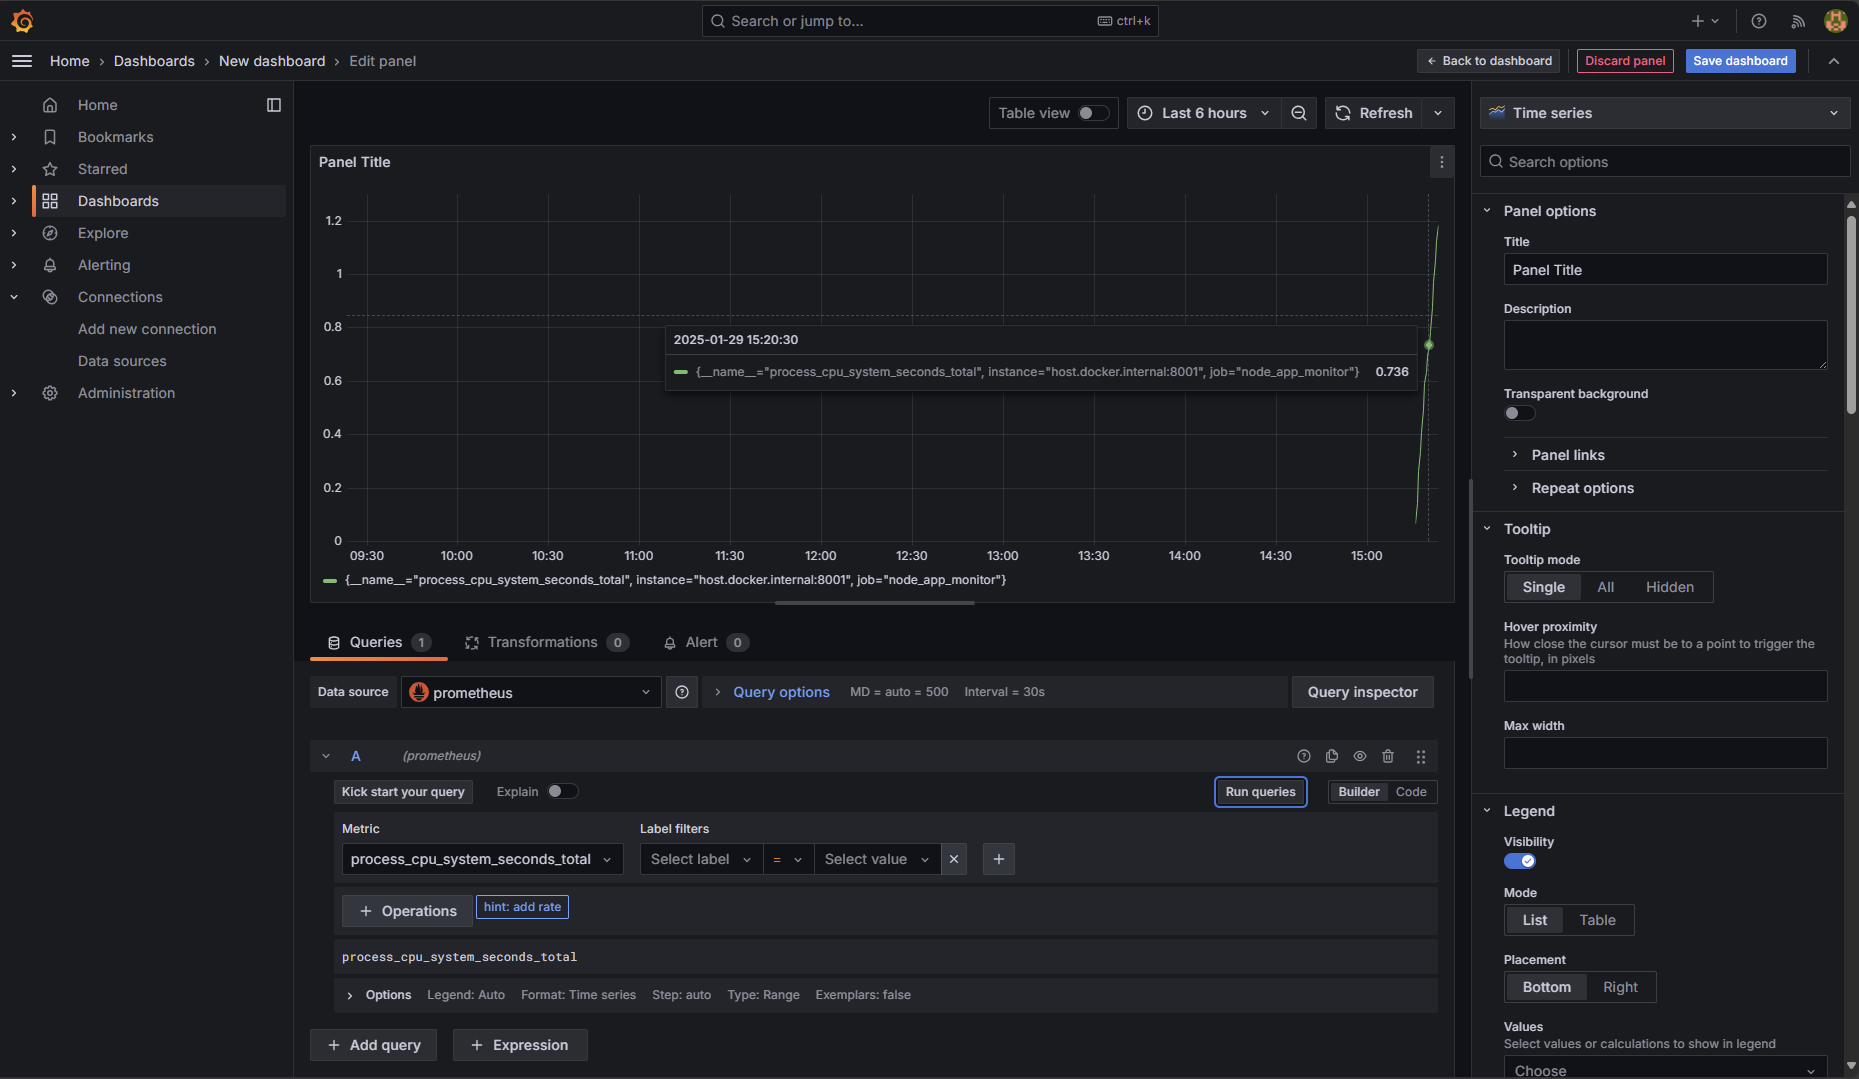 Search or jump to...
ctrl+k
Home › Dashboards › New dashboard › Edit panel
Back to dashboard
Discard panel
Save dashboard
Home
Bookmarks
Starred
Dashboards
Explore
Alerting
Connections
Add new connection
Data sources
Administration
Table view
Last 6 hours
Refresh
Panel Title
1.2
1
0.8
0.6
0.4
0.2
0
2025-01-29 15:20:30
{__name__="process_cpu_system_seconds_total", instance="host.docker.internal:8001", job="node_app_monitor"} 0.736
09:30 10:00 10:30 11:00 11:30 12:00 12:30 13:00 13:30 14:00 14:30 15:00
{__name__="process_cpu_system_seconds_total", instance="host.docker.internal:8001", job="node_app_monitor"}
Queries 1
Transformations 0
Alert 0
Data source
prometheus
Query options
MD = auto = 500
Interval = 30s
Query inspector
A
(prometheus)
Kick start your query
Explain
Run queries
Builder
Code
Metric
Label filters
process_cpu_system_seconds_total
Select label
=
Select value
+ Operations
hint: add rate
process_cpu_system_seconds_total
Options
Legend: Auto
Format: Time series
Step: auto
Type: Range
Exemplars: false
+ Add query
+ Expression
Time series
Search options
Panel options
Title
Panel Title
Description
Transparent background
Panel links
Repeat options
Tooltip
Tooltip mode
Single
All
Hidden
Hover proximity
How close the cursor must be to a point to trigger the
tooltip, in pixels
Max width
Legend
Visibility
Mode
List
Table
Placement
Bottom
Right
Values
Select values or calculations to show in legend
Choose